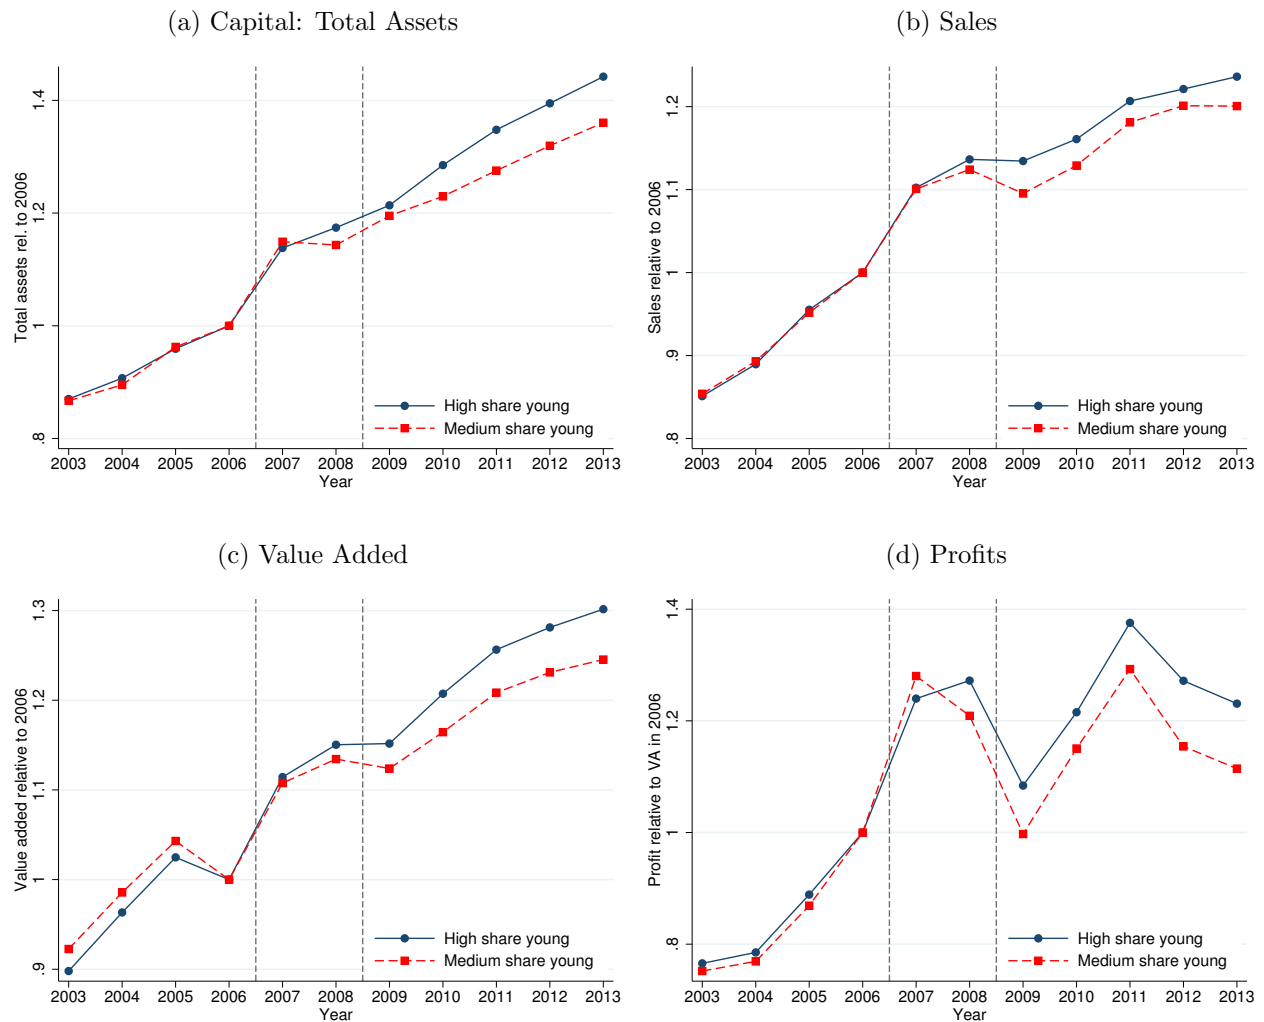 (a) Capital: Total Assets
Total assets rel. to 2006
1.4
1.2
1
.8
High share young
Medium share young
2003 2004 2005 2006 2007 2008 2009 2010 2011 2012 2013
Year
(b) Sales
Sales relative to 2006
1.2
1.1
1
.9
.8
High share young
Medium share young
2003 2004 2005 2006 2007 2008 2009 2010 2011 2012 2013
Year
(c) Value Added
Value added relative to 2006
1.3
1.2
1.1
1
.9
High share young
Medium share young
2003 2004 2005 2006 2007 2008 2009 2010 2011 2012 2013
Year
(d) Profits
Profit relative to VA in 2006
1.4
1.2
1
.8
High share young
Medium share young
2003 2004 2005 2006 2007 2008 2009 2010 2011 2012 2013
Year